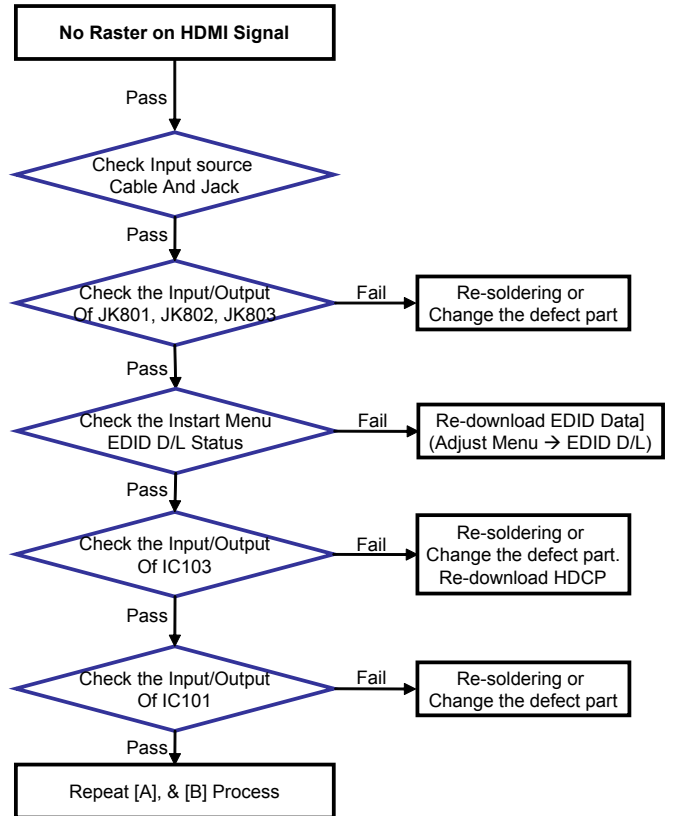 No Raster on HDMI Signal
Pass
Check Input source
Cable And Jack
Pass
Check the Input/Output
Of JK801, JK802, JK803
Fail
Re-soldering or
Change the defect part
Pass
Check the Instart Menu
EDID D/L Status
Fail
Re-download EDID Data]
(Adjust Menu → EDID D/L)
Pass
Check the Input/Output
Of IC103
Fail
Re-soldering or
Change the defect part.
Re-download HDCP
Pass
Check the Input/Output
Of IC101
Fail
Re-soldering or
Change the defect part
Pass
Repeat [A], & [B] Process